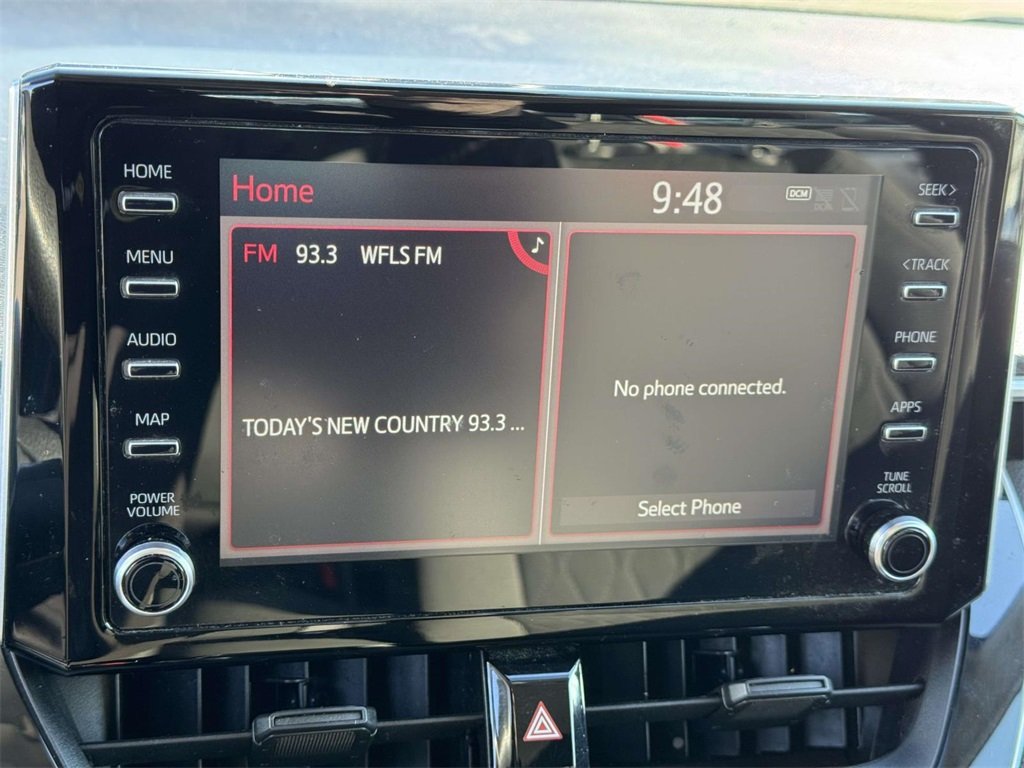 HOME
MENU
AUDIO
MAP
POWER
VOLUME
Home
9:48
DCM
FM 93.3 WFLS FM
TODAY'S NEW COUNTRY 93.3 ...
No phone connected.
Select Phone
SEEK >
< TRACK
PHONE
APPS
TUNE
SCROLL